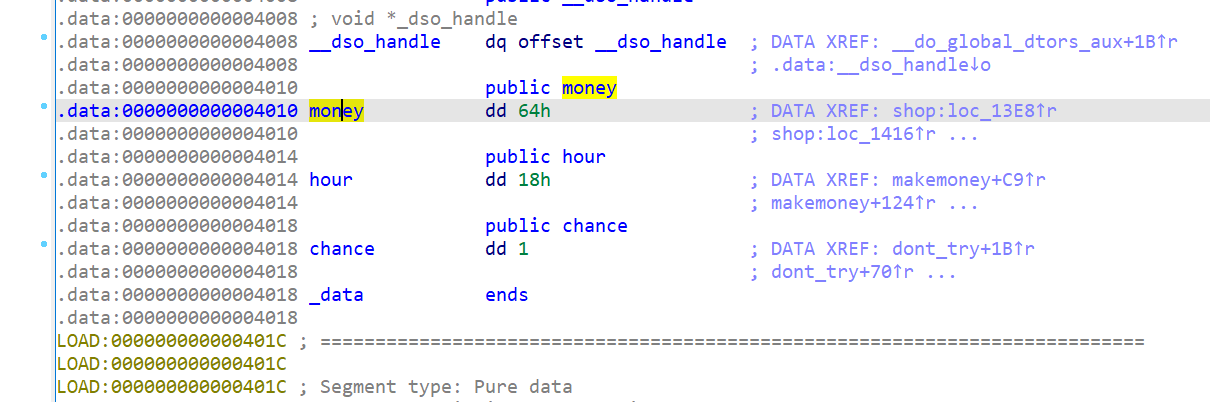 public __dso_handle
.data:0000000000004008 ; void *_dso_handle
.data:0000000000004008 __dso_handle dq offset __dso_handle ; DATA XREF: __do_global_dtors_aux+1B↑r
.data:0000000000004008 ; .data:__dso_handle↓o
.data:0000000000004010 public money
.data:0000000000004010 money dd 64h ; DATA XREF: shop:loc_13E8↑r
.data:0000000000004010 ; shop:loc_1416↑r ...
.data:0000000000004014 public hour
.data:0000000000004014 hour dd 18h ; DATA XREF: makemoney+C9↑r
.data:0000000000004014 ; makemoney+124↑r ...
.data:0000000000004018 public chance
.data:0000000000004018 chance dd 1 ; DATA XREF: dont_try+1B↑r
.data:0000000000004018 ; dont_try+70↑r ...
.data:0000000000004018 _data ends
.data:0000000000004018
LOAD:000000000000401C ; ===========================================================================
LOAD:000000000000401C
LOAD:000000000000401C ; Segment type: Pure data